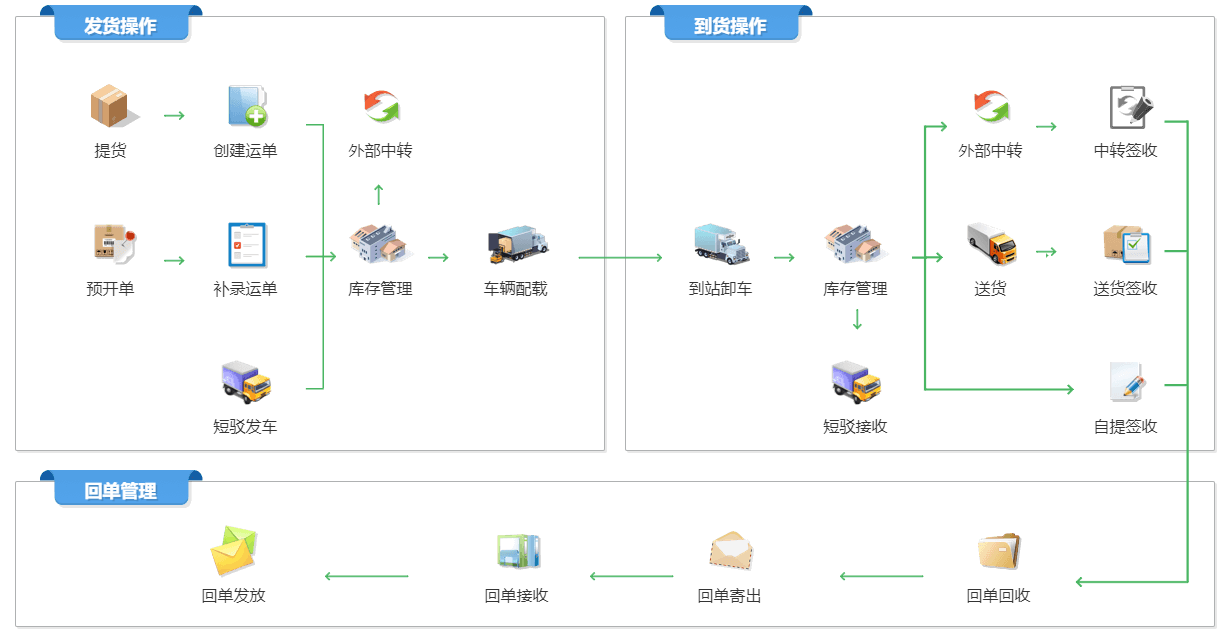 发货操作
到货操作
提货
创建运单
外部中转
外部中转
中转签收
预开单
补录运单
库存管理
车辆配载
到站卸车
库存管理
送货
送货签收
短驳发车
短驳接收
自提签收
回单管理
回单发放
回单接收
回单寄出
回单回收